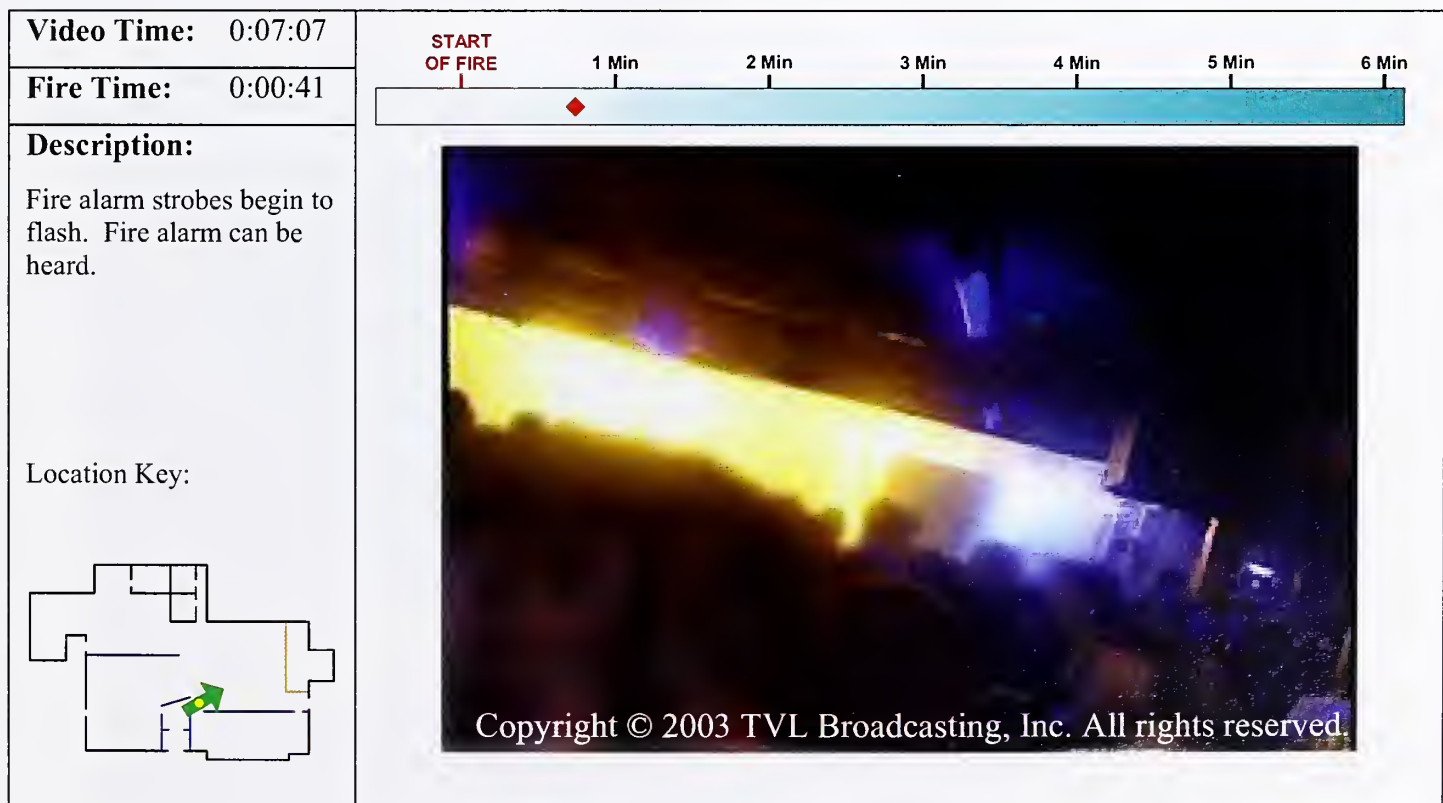 Video Time: 0:07:07
Fire Time: 0:00:41
Description:
Fire alarm strobes begin to
flash. Fire alarm can be
heard.
Location Key:
START
OF FIRE
1 Min 2 Min 3 Min 4 Min 5 Min 6 Min
Copyright © 2003 TVL Broadcasting, Inc. All rights reserved.